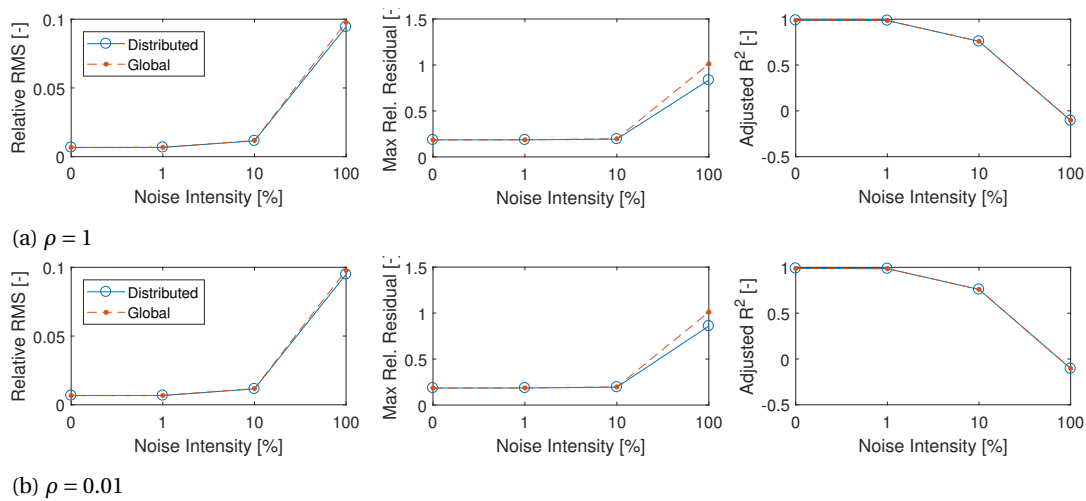 Relative RMS [-]
0.1
0.05
0
Distributed
Global
0 1 10 100
Noise Intensity [%]
Max Rel. Residual [-]
1.5
1
0.5
0
0 1 10 100
Noise Intensity [%]
Adjusted R² [-]
1
0.5
0
-0.5
0 1 10 100
Noise Intensity [%]
(a) ρ = 1
Relative RMS [-]
0.1
0.05
0
Distributed
Global
0 1 10 100
Noise Intensity [%]
Max Rel. Residual [-]
1.5
1
0.5
0
0 1 10 100
Noise Intensity [%]
Adjusted R² [-]
1
0.5
0
-0.5
0 1 10 100
Noise Intensity [%]
(b) ρ = 0.01